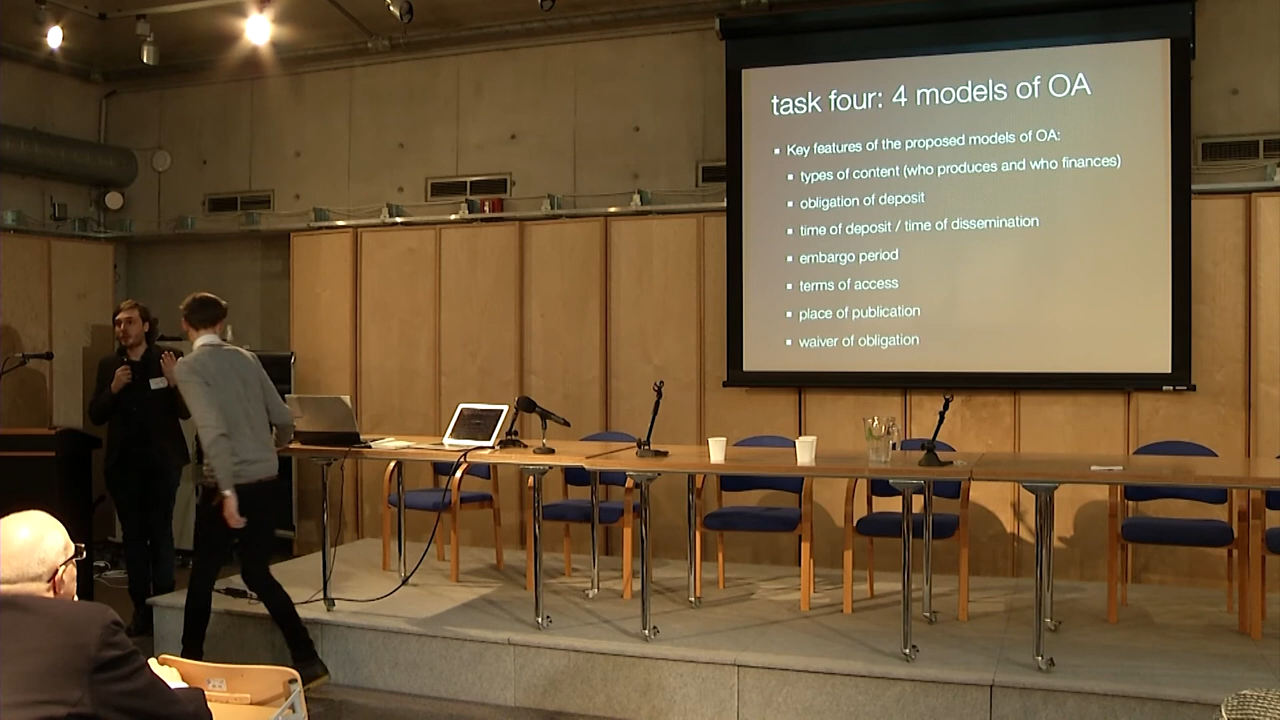 task four: 4 models of OA
Key features of the proposed models of OA:
types of content (who produces and who finances)
obligation of deposit
time of deposit / time of dissemination
embargo period
terms of access
place of publication
waiver of obligation